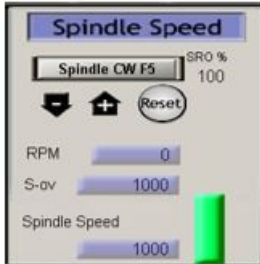 Spindle Speed
Spindle CW F5
SRO %
100
Reset
RPM 0
S-ov 1000
Spindle Speed
1000